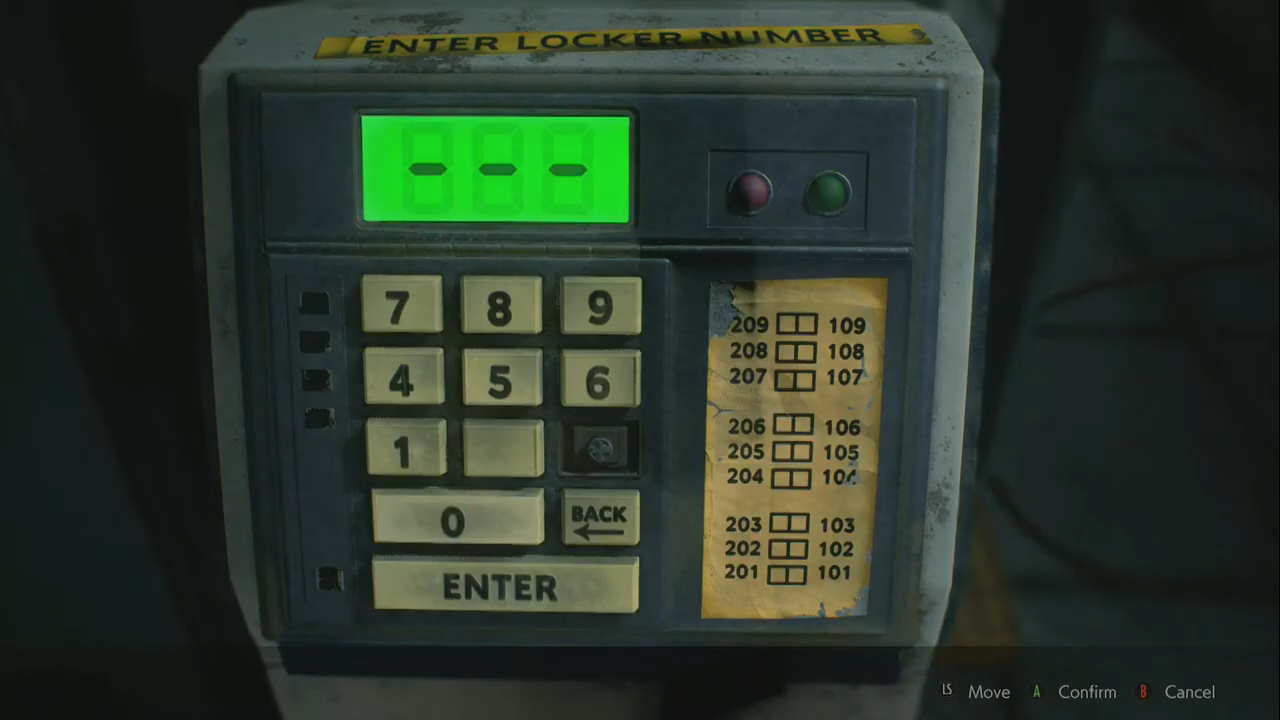 ENTER LOCKER NUMBER
---
7 8 9
4 5 6
1
0 BACK
ENTER
209 109
208 108
207 107
206 106
205 105
204 104
203 103
202 102
201 101
LS Move A Confirm B Cancel